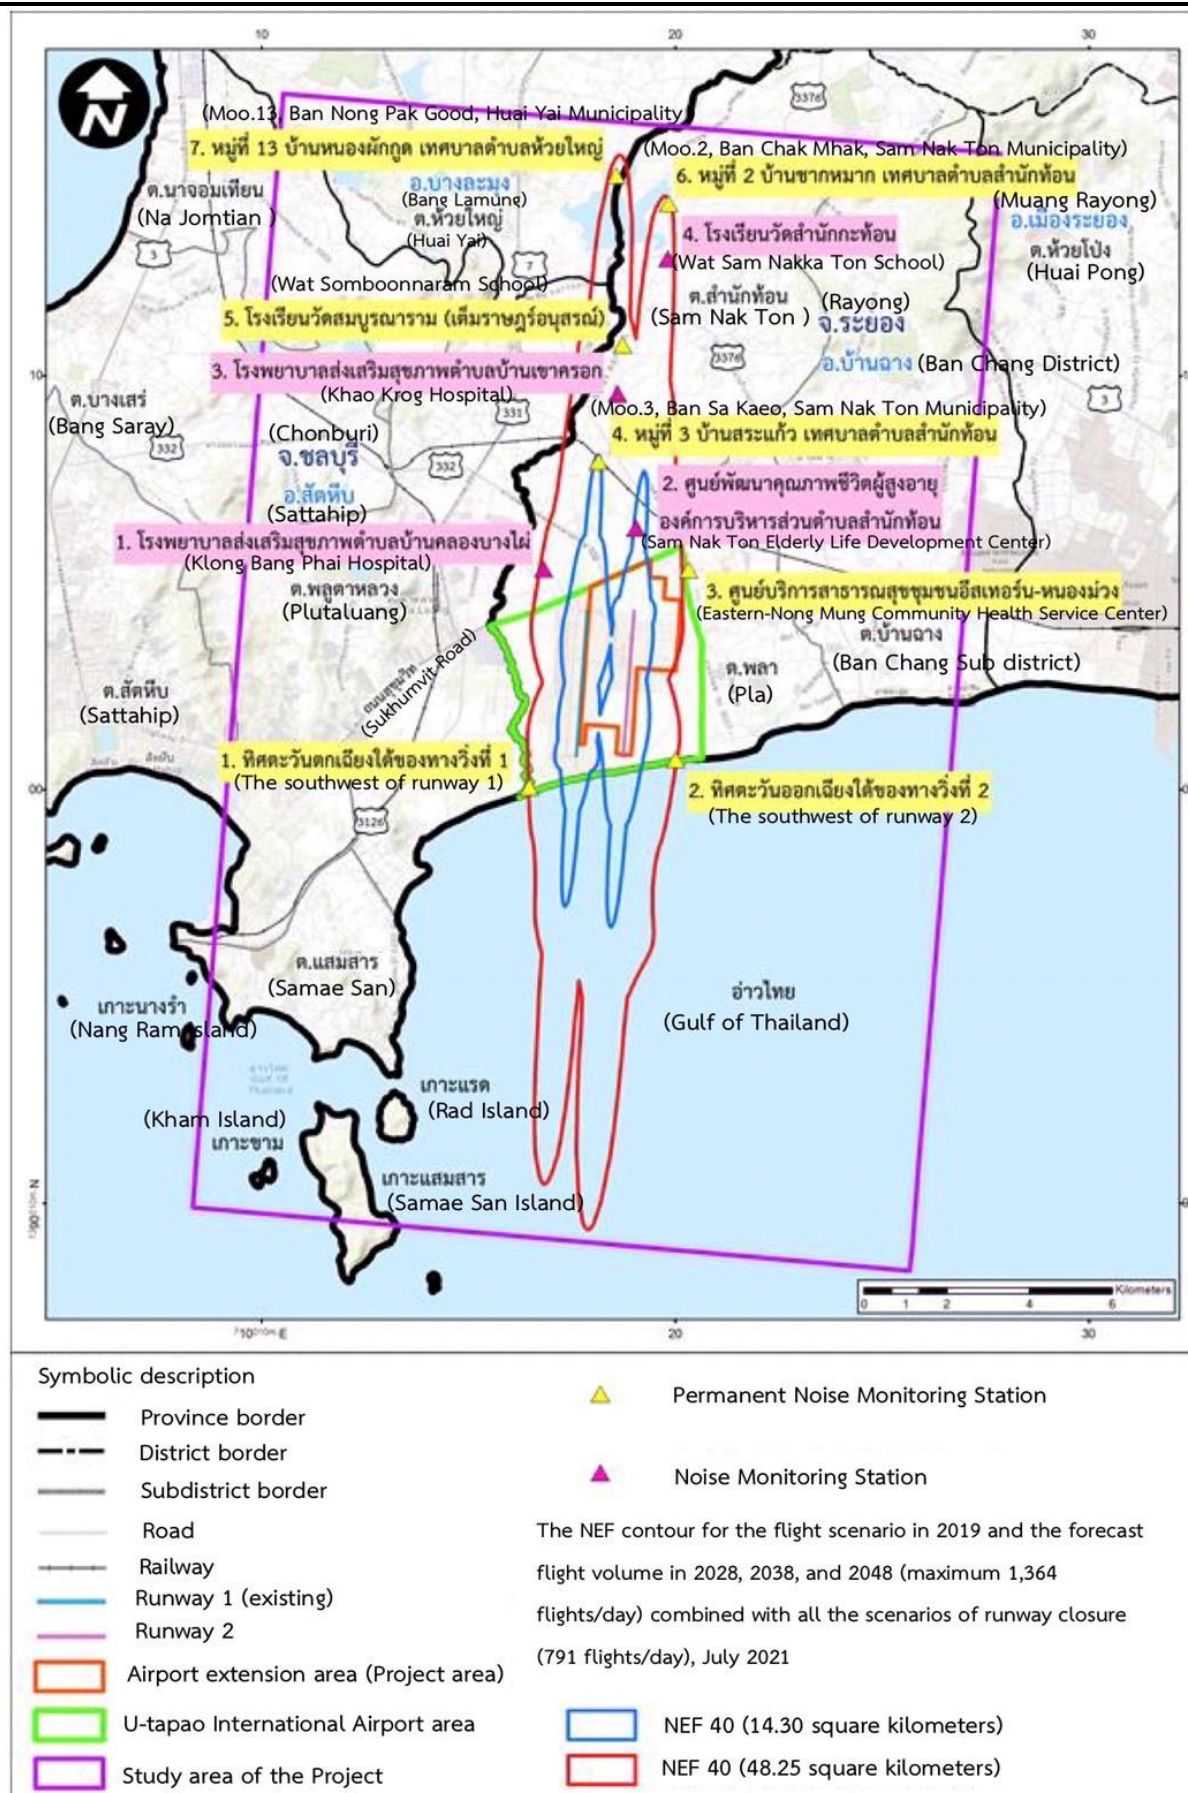 10
20
30
N
3376
(Moo.13, Ban Nong Pak Good, Huai Yai Municipality)
7. หมู่ที่ 13 บ้านหนองผักกูด เทศบาลตำบลห้วยใหญ่
(Moo.2, Ban Chak Mhak, Sam Nak Ton Municipality)
6. หมู่ที่ 2 บ้านชากหมาก เทศบาลตำบลสำนักท้อน
ต.นาจอมเทียน
(Na Jomtian )
อ.บางละมุง
(Bang Lamung)
ต.ห้วยใหญ่
(Huai Yai)
(Muang Rayong)
อ.เมืองระยอง
ต.ห้วยโป่ง
(Huai Pong)
4. โรงเรียนวัดสำนักกะท้อน
(Wat Sam Nakka Ton School)
3
7
(Wat Somboonnaram School)
5. โรงเรียนวัดสมบูรณาราม (เต็มราษฎร์อนุสรณ์)
ต.สำนักท้อน
(Sam Nak Ton )
(Rayong)
จ.ระยอง
3376
อ.บ้านฉาง (Ban Chang District)
3. โรงพยาบาลส่งเสริมสุขภาพตำบลบ้านเขาครอก
(Khao Krog Hospital)
331
3
(Moo.3, Ban Sa Kaeo, Sam Nak Ton Municipality)
4. หมู่ที่ 3 บ้านสระแก้ว เทศบาลตำบลสำนักท้อน
ต.บางเสร่
(Bang Saray)
332
(Chonburi)
จ.ชลบุรี
332
อ.สัตหีบ
(Sattahip)
2. ศูนย์พัฒนาคุณภาพชีวิตผู้สูงอายุ
องค์การบริหารส่วนตำบลสำนักท้อน
(Sam Nak Ton Elderly Life Development Center)
1. โรงพยาบาลส่งเสริมสุขภาพตำบลบ้านคลองบางไผ่
(Klong Bang Phai Hospital)
ต.พลูตาหลวง
(Plutaluang)
3. ศูนย์บริการสาธารณสุขชุมชนอีสเทอร์น-หนองม่วง
(Eastern-Nong Mung Community Health Service Center)
ต.บ้านฉาง
(Ban Chang Sub district)
ต.พลา
(Pla)
ถนนสุขุมวิท
(Sukhumvit Road)
ต.สัตหีบ
(Sattahip)
1. ทิศตะวันตกเฉียงใต้ของทางวิ่งที่ 1
(The southwest of runway 1)
2. ทิศตะวันออกเฉียงใต้ของทางวิ่งที่ 2
(The southwest of runway 2)
3126
ต.แสมสาร
(Samae San)
เกาะนางรำ
(Nang Ram Island)
อ่าวไทย
(Gulf of Thailand)
อ่าวไทย
Gulf Of
Thailand
เกาะแรด
(Rad Island)
(Kham Island)
เกาะขาม
เกาะแสมสาร
(Samae San Island)
Kilometers
0 1 2 4 6
20
30
Symbolic description
Province border
District border
Subdistrict border
Road
Railway
Runway 1 (existing)
Runway 2
Airport extension area (Project area)
U-tapao International Airport area
Study area of the Project
Permanent Noise Monitoring Station
Noise Monitoring Station
The NEF contour for the flight scenario in 2019 and the forecast
flight volume in 2028, 2038, and 2048 (maximum 1,364
flights/day) combined with all the scenarios of runway closure
(791 flights/day), July 2021
NEF 40 (14.30 square kilometers)
NEF 40 (48.25 square kilometers)